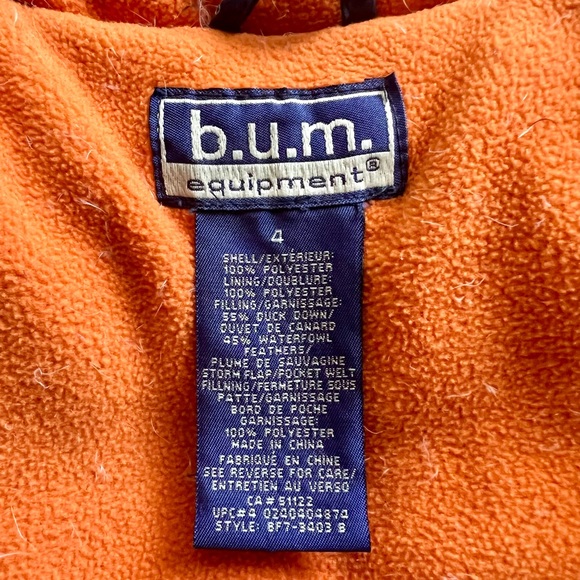 b.u.m.
equipment®
4
SHELL/EXTÉRIEUR:
100% POLYESTER
LINING/DOUBLURE:
100% POLYESTER
FILLING/GARNISSAGE:
55% DUCK DOWN/
DUVET DE CANARD
45% WATERFOWL
FEATHERS/
PLUME DE SAUVAGINE
STORM FLAP/POCKET WELT
FILLNING/FERMETURE SOUS
PATTE/GARNISSAGE
BORD DE POCHE
GARNISSAGE:
100% POLYESTER
MADE IN CHINA
FABRIQUÉ EN CHINE
SEE REVERSE FOR CARE/
ENTRETIEN AU VERSO
CA# 51122
UPC#4 0240404874
STYLE: BF7-3403 B